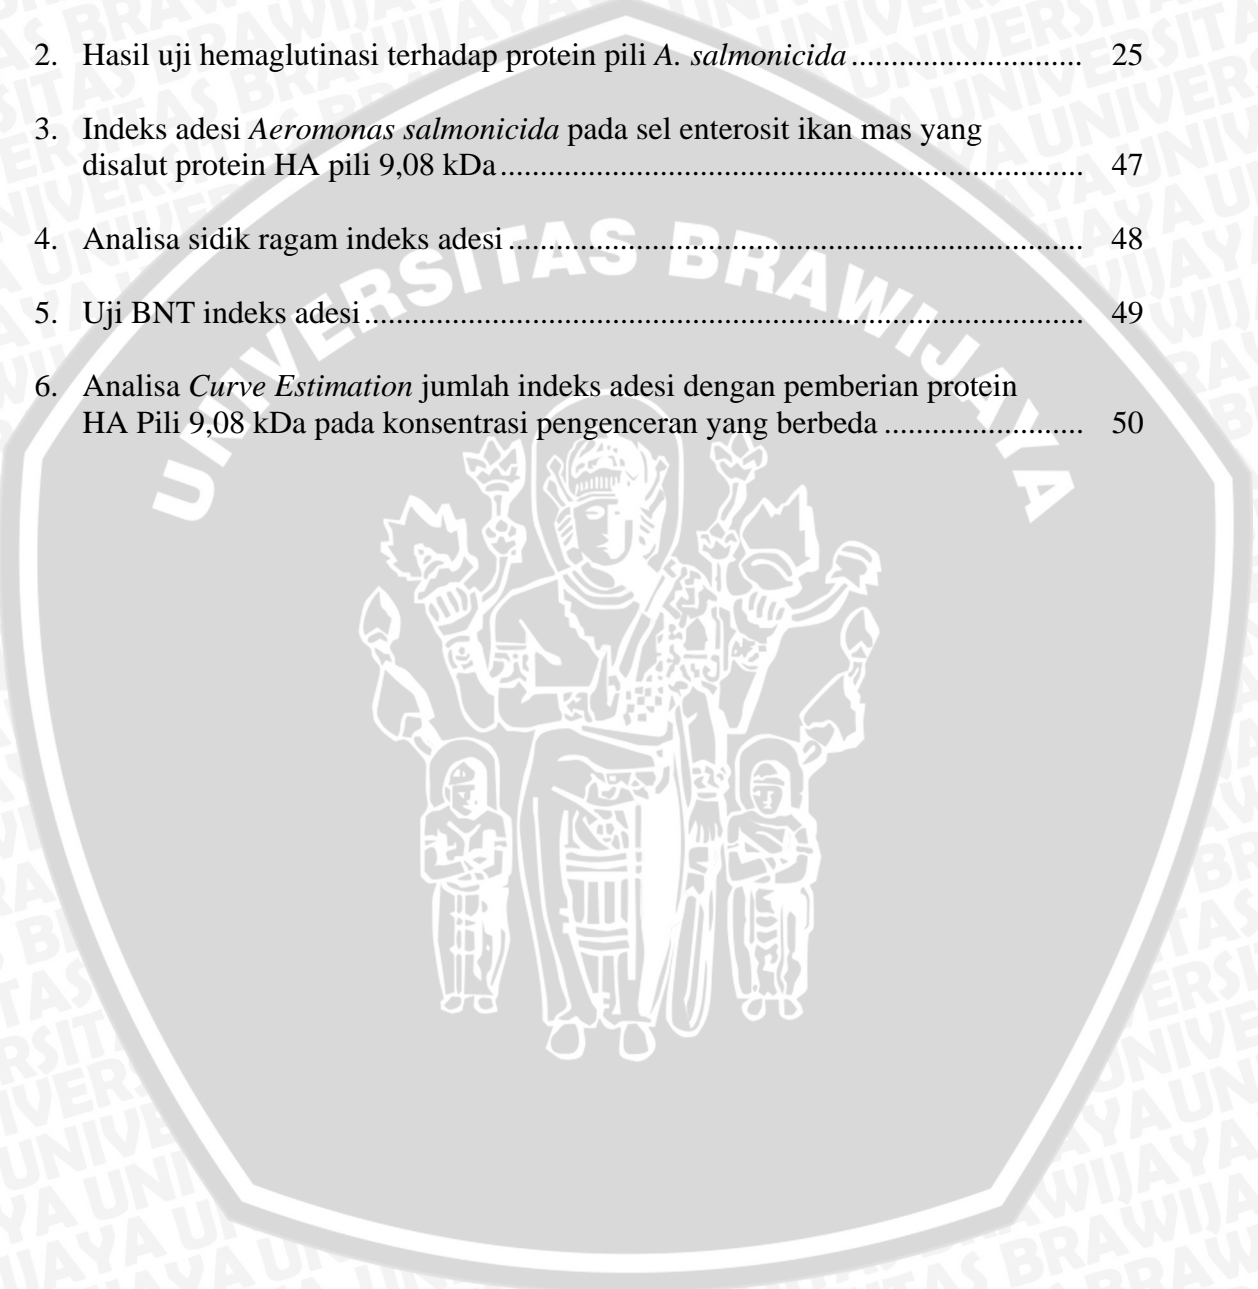 2. Hasil uji hemaglutinasi terhadap protein pili A. salmonicida ............................. 25
3. Indeks adesi Aeromonas salmonicida pada sel enterosit ikan mas yang
disalut protein HA pili 9,08 kDa ......................................................................... 47
4. Analisa sidik ragam indeks adesi ........................................................................ 48
5. Uji BNT indeks adesi .......................................................................................... 49
6. Analisa Curve Estimation jumlah indeks adesi dengan pemberian protein
HA Pili 9,08 kDa pada konsentrasi pengenceran yang berbeda ......................... 50
UNIVERSITAS BRAWIJAYA